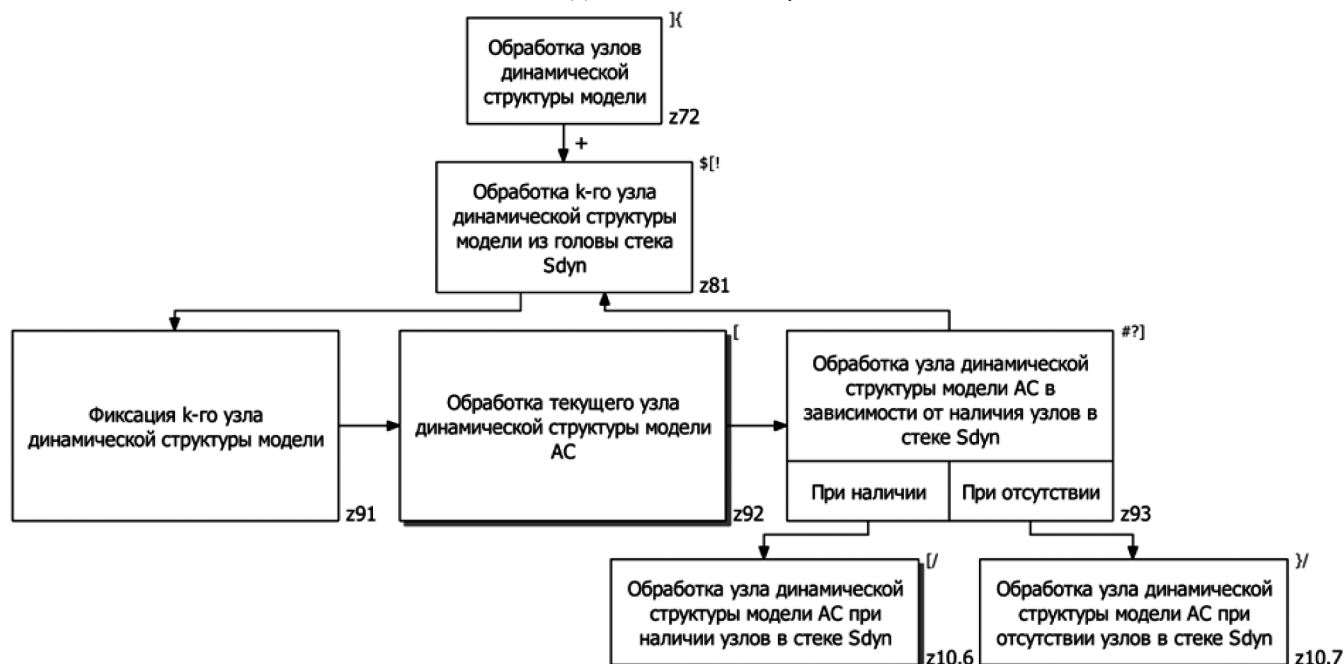 ]{
Обработка узлов
динамической
структуры модели
z72
+
$[!
Обработка k-го узла
динамической структуры
модели из головы стека
Sdyn
z81
Фиксация k-го узла
динамической структуры модели
z91
[
Обработка текущего узла
динамической структуры модели
АС
z92
#?]
Обработка узла динамической
структуры модели АС в
зависимости от наличия узлов в
стеке Sdyn
При наличии
При отсутствии
z93
[/
Обработка узла динамической
структуры модели АС при
наличии узлов в стеке Sdyn
z10.6
}/
Обработка узла динамической
структуры модели АС при
отсутствии узлов в стеке Sdyn
z10.7